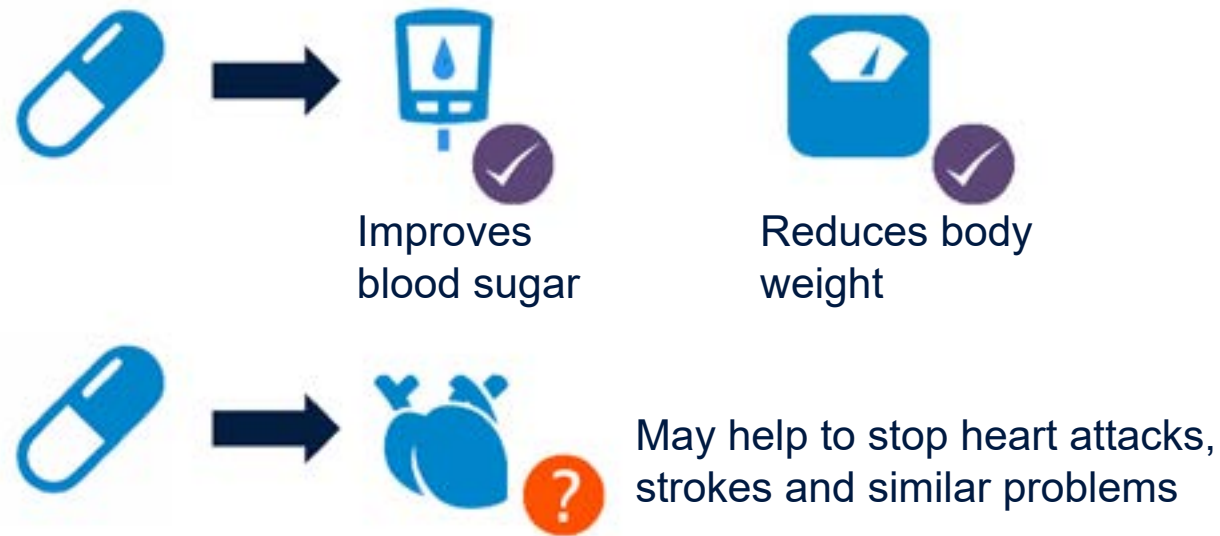 Improves
blood sugar
Reduces body
weight
?
May help to stop heart attacks,
strokes and similar problems